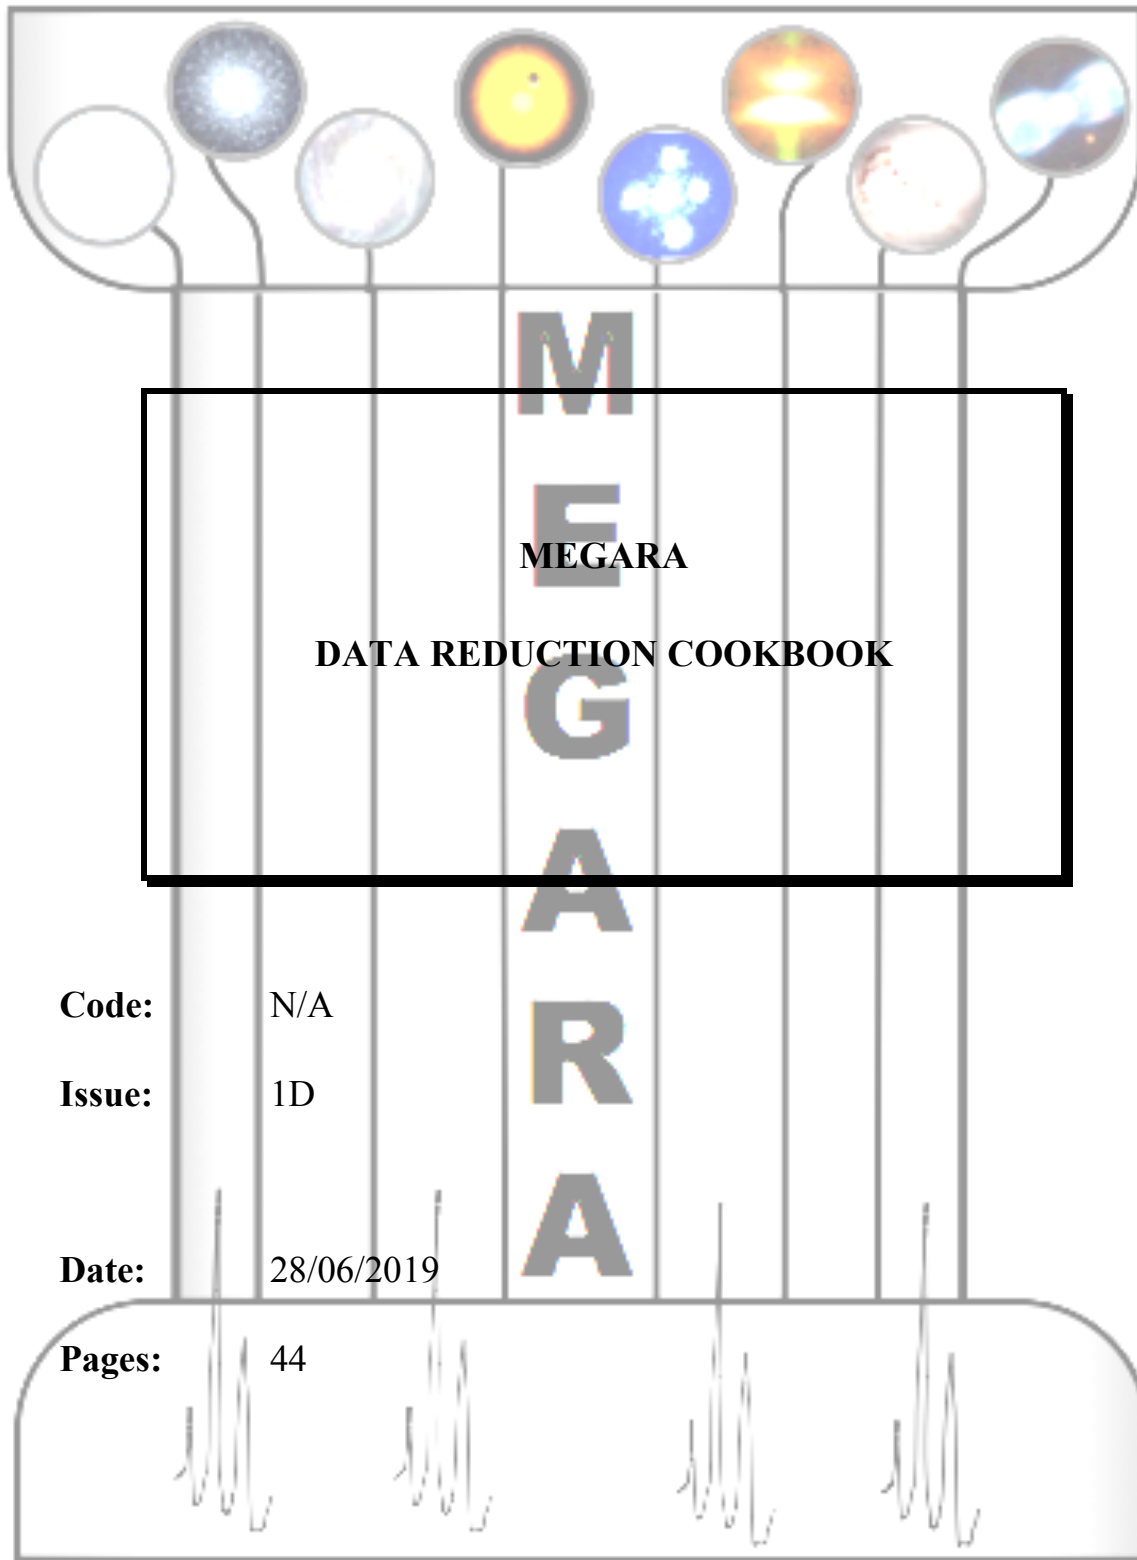 M
E
G
A
R
A
MEGARA
DATA REDUCTION COOKBOOK
Code: N/A
Issue: 1D
Date: 28/06/2019
Pages: 44